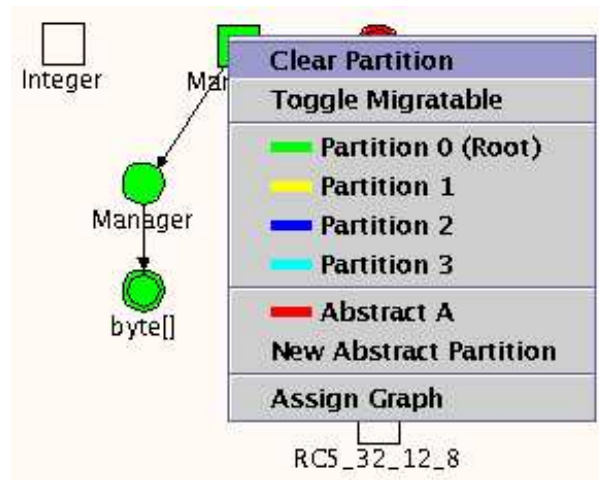 Integer
Man
Clear Partition
Toggle Migratable
Partition 0 (Root)
Partition 1
Partition 2
Partition 3
Abstract A
New Abstract Partition
Assign Graph
Manager
byte[]
RC5_32_12_8